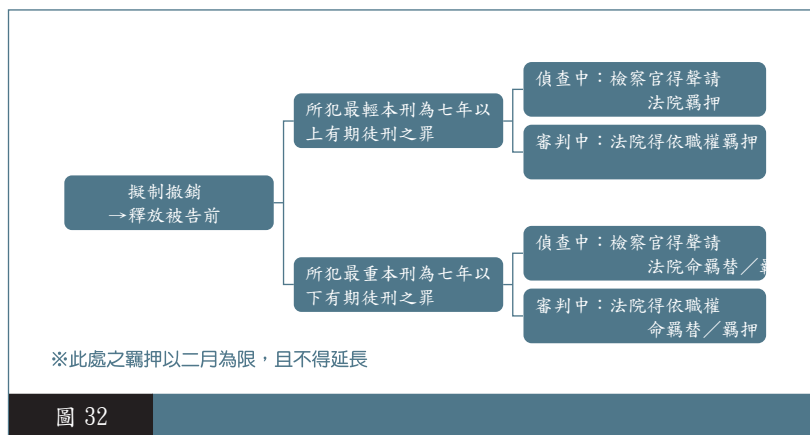 擬制撤銷
→釋放被告前
所犯最輕本刑為七年以
上有期徒刑之罪
偵查中：檢察官得聲請
法院羈押
審判中：法院得依職權羈押
所犯最重本刑為七年以
下有期徒刑之罪
偵查中：檢察官得聲請
法院命羈替／
審判中：法院得依職權
命羈替／羈押
※此處之羈押以二月為限，且不得延長
圖 32